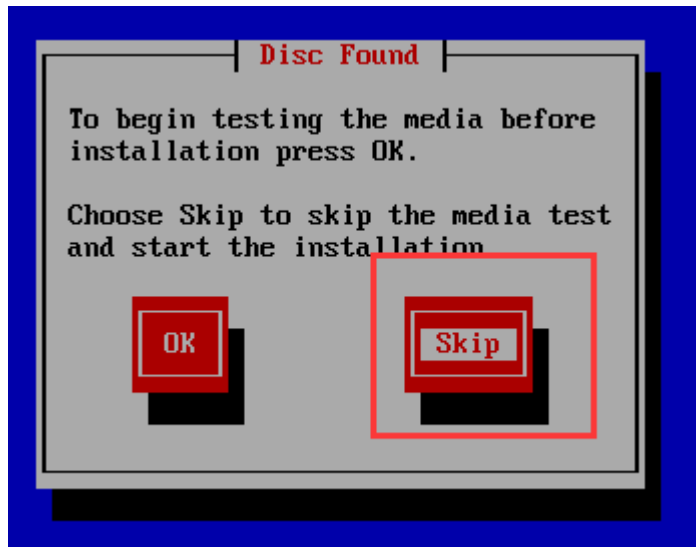 Disc Found
To begin testing the media before
installation press OK.
Choose Skip to skip the media test
and start the installation
OK
Skip